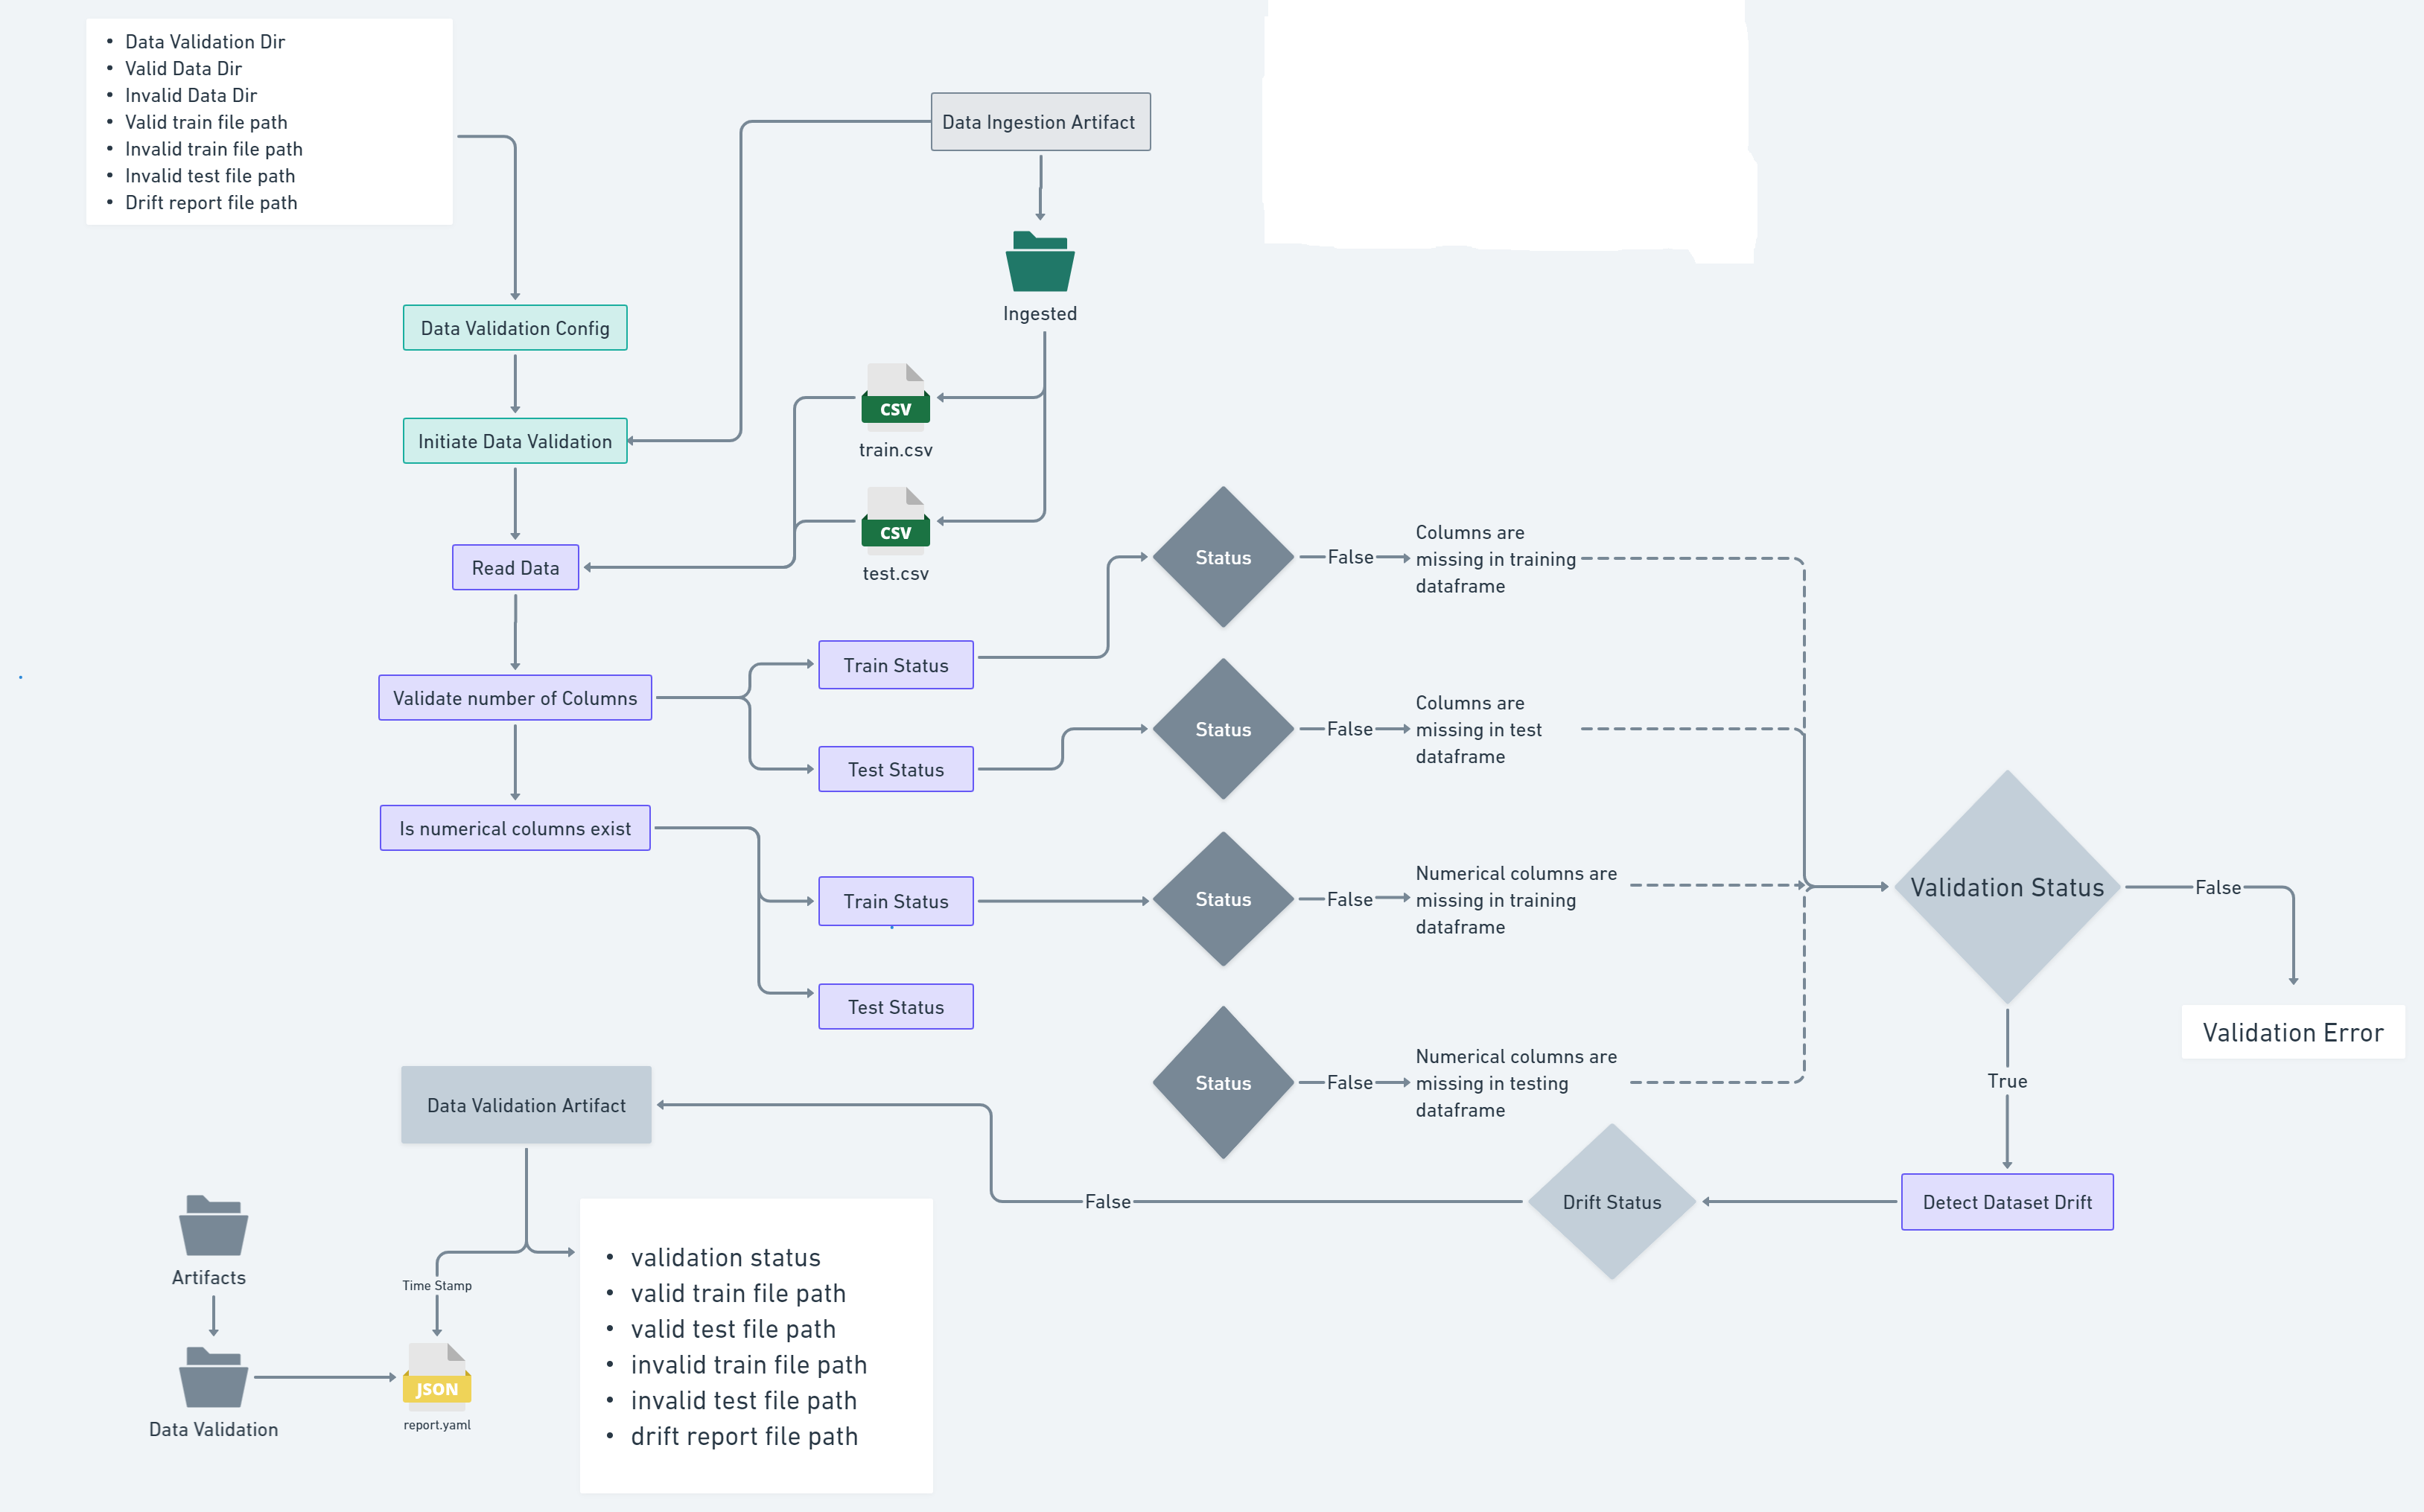 • Data Validation Dir
• Valid Data Dir
• Invalid Data Dir
• Valid train file path
• Invalid train file path
• Invalid test file path
• Drift report file path
Data Ingestion Artifact
Ingested
Data Validation Config
Initiate Data Validation
CSV
train.csv
CSV
test.csv
Read Data
Validate number of Columns
Train Status
Test Status
Is numerical columns exist
Train Status
Test Status
Status
False
Columns are
missing in training
dataframe
Status
False
Columns are
missing in test
dataframe
Status
False
Numerical columns are
missing in training
dataframe
Status
False
Numerical columns are
missing in testing
dataframe
Validation Status
False
Validation Error
True
Detect Dataset Drift
Drift Status
False
Data Validation Artifact
Time Stamp
Artifacts
Data Validation
JSON
report.yaml
• validation status
• valid train file path
• valid test file path
• invalid train file path
• invalid test file path
• drift report file path